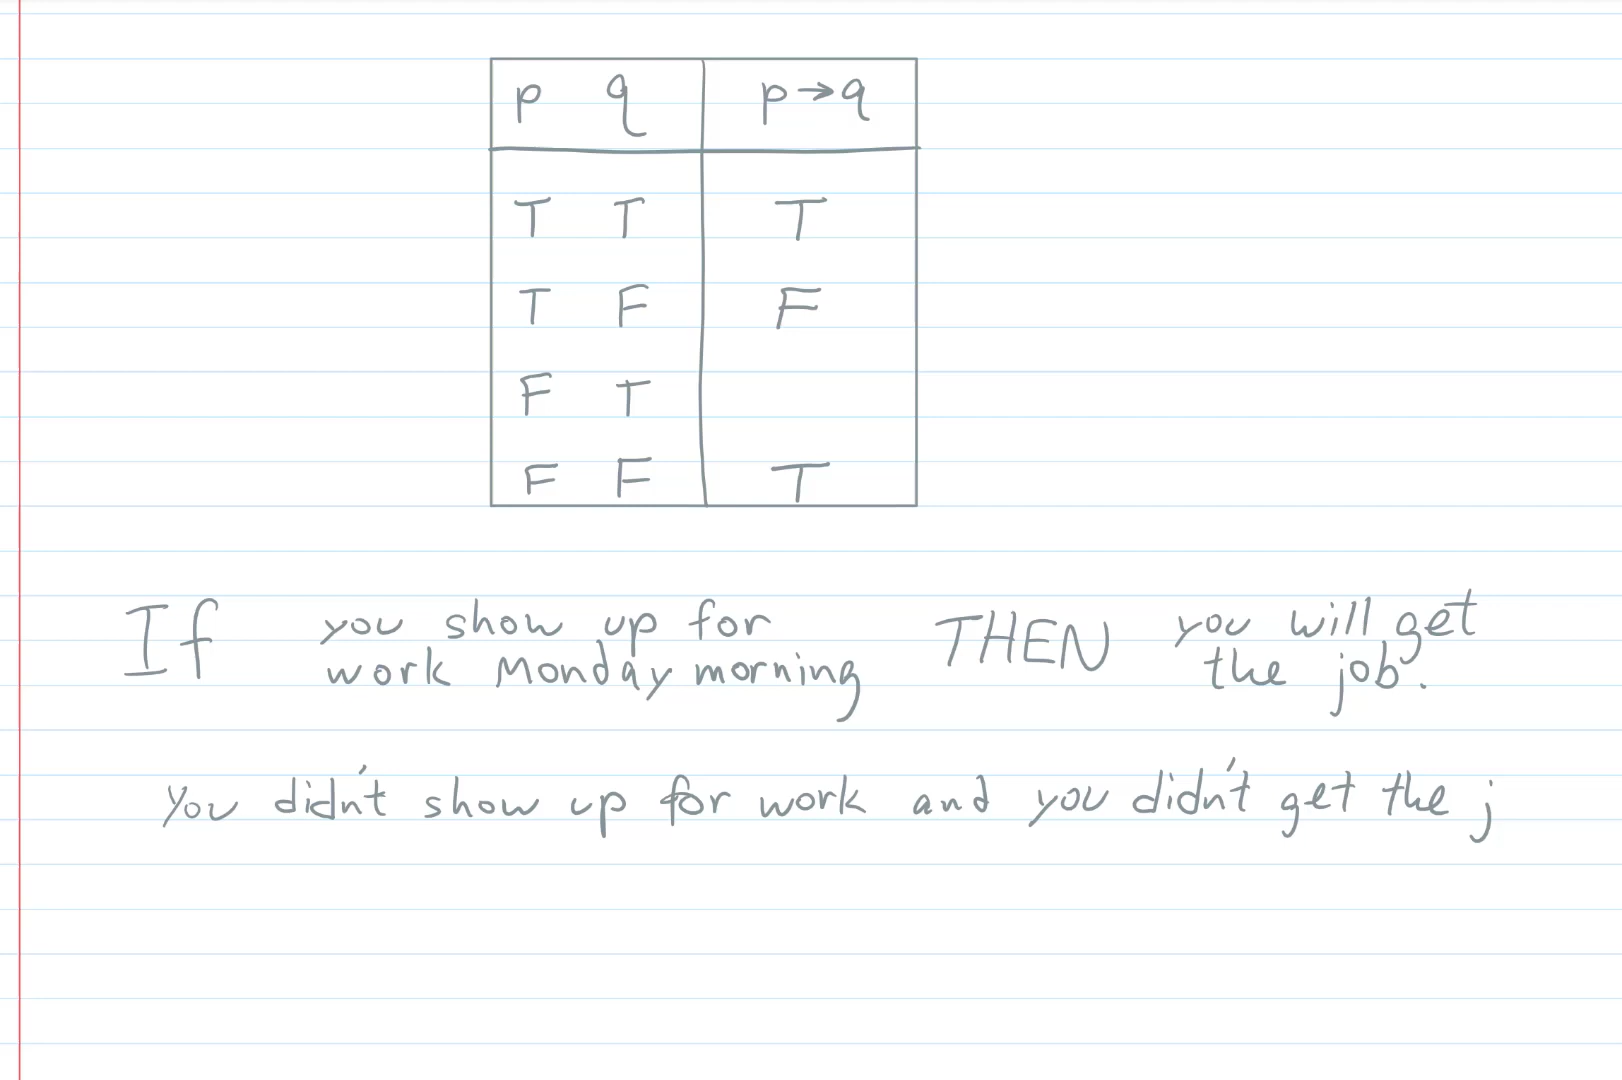 p q p→q
T T T
T F F
F T
F F T
If you show up for THEN you will get
work Monday morning the job.
You didn't show up for work and you didn't get the j